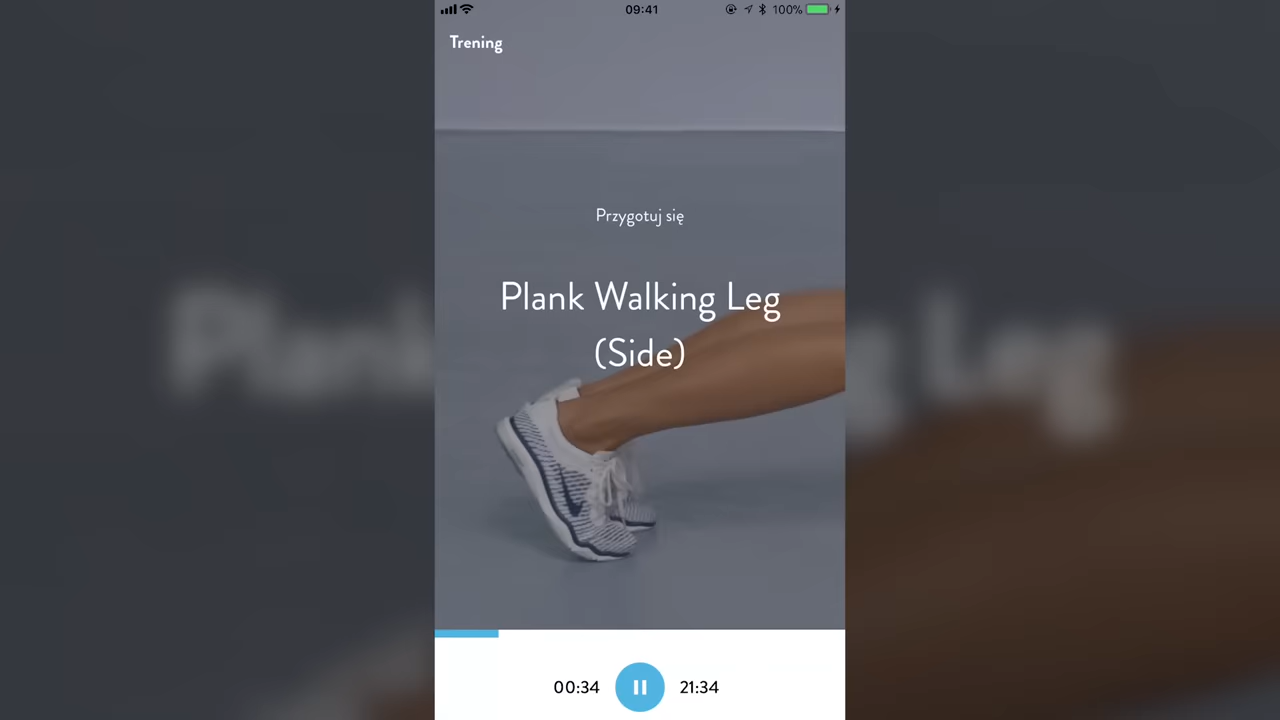 09:41
100%
Trening
Przygotuj się
Plank Walking Leg
(Side)
00:34
21:34